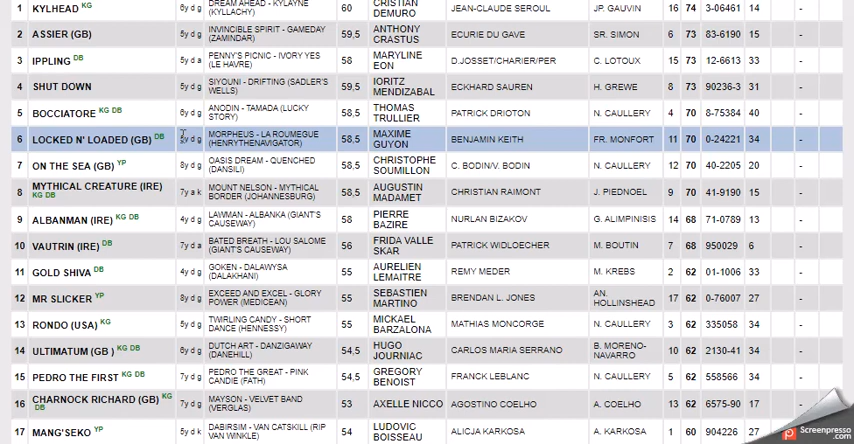 1 KYLHEAD KG 6y d g DREAM AHEAD - KYLAYNE (KYLLACHY) 60 CRISTIAN DEMURO JEAN-CLAUDE SEROUL JP. GAUVIN 16 74 3-06461 14 -
2 ASSIER (GB) 5y d g INVINCIBLE SPIRIT - GAMEDAY (ZAMINDAR) 59,5 ANTHONY CRASTUS ECURIE DU GAVE SR. SIMON 6 73 83-6190 15 -
3 IPPLING DB 5y d a PENNY'S PICNIC - IVORY YES (LE HAVRE) 58 MARYLINE EON D.JOSSET/CHARIER/PER C. LOTOUX 15 73 12-6613 33 -
4 SHUT DOWN 5y d g SIYOUNI - DRIFTING (SADLER'S WELLS) 59,5 IORITZ MENDIZABAL ECKHARD SAUREN H. GREWE 8 73 90236-3 31 -
5 BOCCIATORE KG DB 6y d g ANODIN - TAMADA (LUCKY STORY) 58,5 THOMAS TRULLIER PATRICK DRIOTON N. CAULLERY 4 71 8-75384 40 -
6 LOCKED N' LOADED (GB) DB y d g MORPHEUS - LA ROUMEGUE (HENRYTHENAVIGATOR) 58,5 MAXIME GUYON BENJAMIN KEITH FR. MONFORT 11 70 0-24221 34 -
7 ON THE SEA (GB) YP 8y d g OASIS DREAM - QUENCHED (DANSILI) 58,5 CHRISTOPHE SOUMILLON C. BODIN/V. BODIN N. CAULLERY 12 70 40-2205 20 -
8 MYTHICAL CREATURE (IRE) KG DB 7y a k MOUNT NELSON - MYTHICAL BORDER (JOHANNESBURG) 58,5 AUGUSTIN MADAMET CHRISTIAN RAIMONT J. PIEDNOEL 9 70 41-9190 15 -
9 ALBANMAN (IRE) KG DB 4y d g LAWMAN - ALBANKA (GIANT'S CAUSEWAY) 58 PIERRE BAZIRE NURLAN BIZAKOV G. ALIMPINISIS 14 68 71-0789 13 -
10 VAUTRIN (IRE) DB 7y d a BATED BREATH - LOU SALOME (GIANT'S CAUSEWAY) 56 FRIDA VALLE SKAR PATRICK WIDLOECHER M. BOUTIN 7 68 950029 6 -
11 GOLD SHIVA DB 4y d g GOKEN - DALAWYSA (DALAKHANI) 55 AURELIEN LEMAITRE REMY MEDER M. KREBS 2 62 01-1006 33 -
12 MR SLICKER YP 8y d g EXCEED AND EXCEL - GLORY POWER (MEDICEAN) 55 SEBASTIEN MARTINO BRENDAN L. JONES AN. HOLLINSHEAD 17 62 0-76007 27 -
13 RONDO (USA) KG 5y d g TWIRLING CANDY - SHORT DANCE (HENNESSY) 55 MICKAEL BARZALONA MATHIAS MONCORGE N. CAULLERY 3 62 335058 34 -
14 ULTIMATUM (GB ) KG DB 6y d g DUTCH ART - DANZIGAWAY (DANEHILL) 54,5 HUGO JOURNIAC CARLOS MARIA SERRANO B. MORENO-NAVARRO 10 62 2130-41 34 -
15 PEDRO THE FIRST KG DB 7y d g PEDRO THE GREAT - PINK CANDIE (FATH) 54,5 GREGORY BENOIST FRANCK LEBLANC N. CAULLERY 5 62 558566 34 -
16 CHARNOCK RICHARD (GB) KG DB 7y d g MAYSON - VELVET BAND (VERGLAS) 53 AXELLE NICCO AGOSTINO COELHO A. COELHO 13 62 6575-90 17 -
17 MANG'SEKO YP 5y d k DABIRSIM - VAN CATSKILL (RIP VAN WINKLE) 54 LUDOVIC BOISSEAU ALICJA KARKOSA A. KARKOSA 1 60 904226 27 -
Screenpresso.com